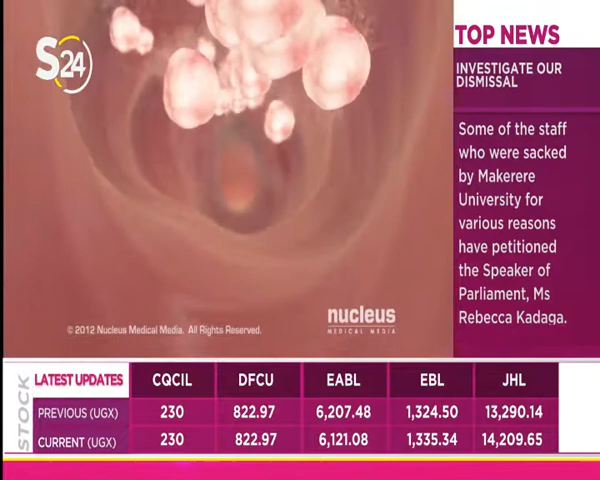 S24
TOP NEWS
INVESTIGATE OUR
DISMISSAL
Some of the staff
who were sacked
by Makerere
University for
various reasons
have petitioned
the Speaker of
Parliament, Ms
Rebecca Kadaga.
nucleus
MEDICAL MEDIA
© 2012 Nucleus Medical Media. All Rights Reserved.
STOCK
LATEST UPDATES CQCIL DFCU EABL EBL JHL
PREVIOUS (UGX) 230 822.97 6,207.48 1,324.50 13,290.14
CURRENT (UGX) 230 822.97 6,121.08 1,335.34 14,209.65